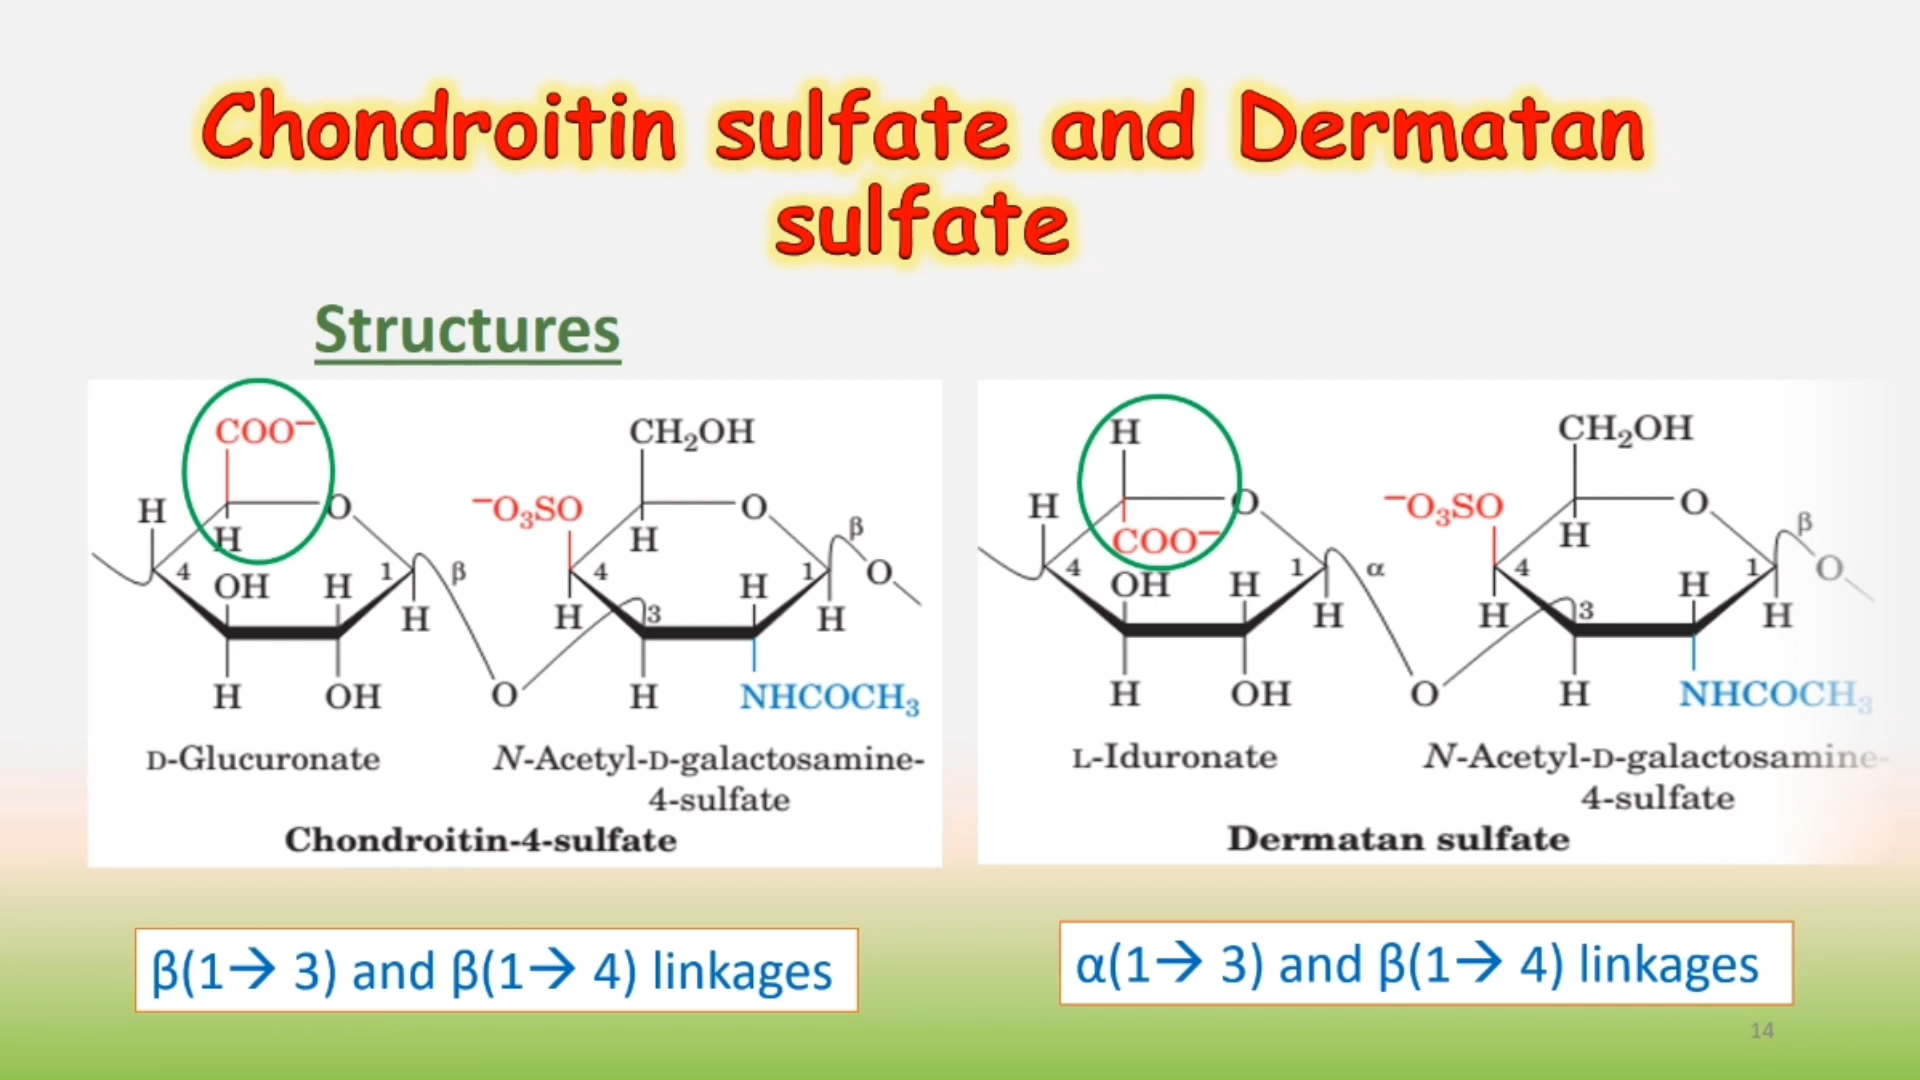 Chondroitin sulfate and Dermatan
sulfate
Structures
COO⁻
H
O
H
4
OH
H
1
β
H
H
OH
O
⁻O₃SO
CH₂OH
O
H
4
H
3
H
1
β
O
H
H
NHCOCH₃
D-Glucuronate
N-Acetyl-D-galactosamine-
4-sulfate
Chondroitin-4-sulfate
H
H
O
COO⁻
4
OH
H
1
α
H
H
OH
O
⁻O₃SO
CH₂OH
O
H
4
H
3
H
1
β
O
H
H
NHCOCH₃
L-Iduronate
N-Acetyl-D-galactosamine-
4-sulfate
Dermatan sulfate
β(1→ 3) and β(1→ 4) linkages
α(1→ 3) and β(1→ 4) linkages
14